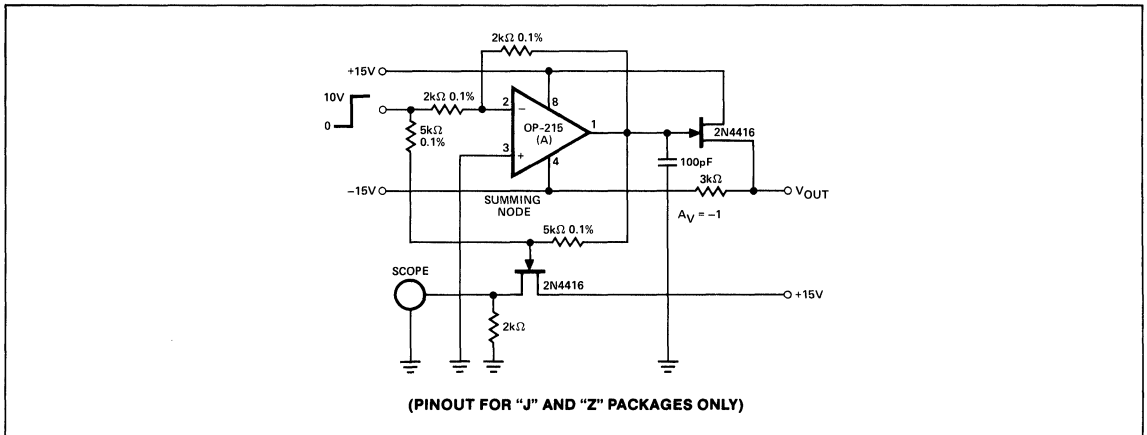 2kΩ 0.1%
+15V
10V
0
2kΩ 0.1%
2
8
−
OP-215
(A)
1
2N4416
5kΩ
0.1%
3
+
4
100pF
3kΩ
−15V
VOUT
SUMMING
NODE
AV = −1
5kΩ 0.1%
SCOPE
2N4416
+15V
2kΩ
(PINOUT FOR "J" AND "Z" PACKAGES ONLY)